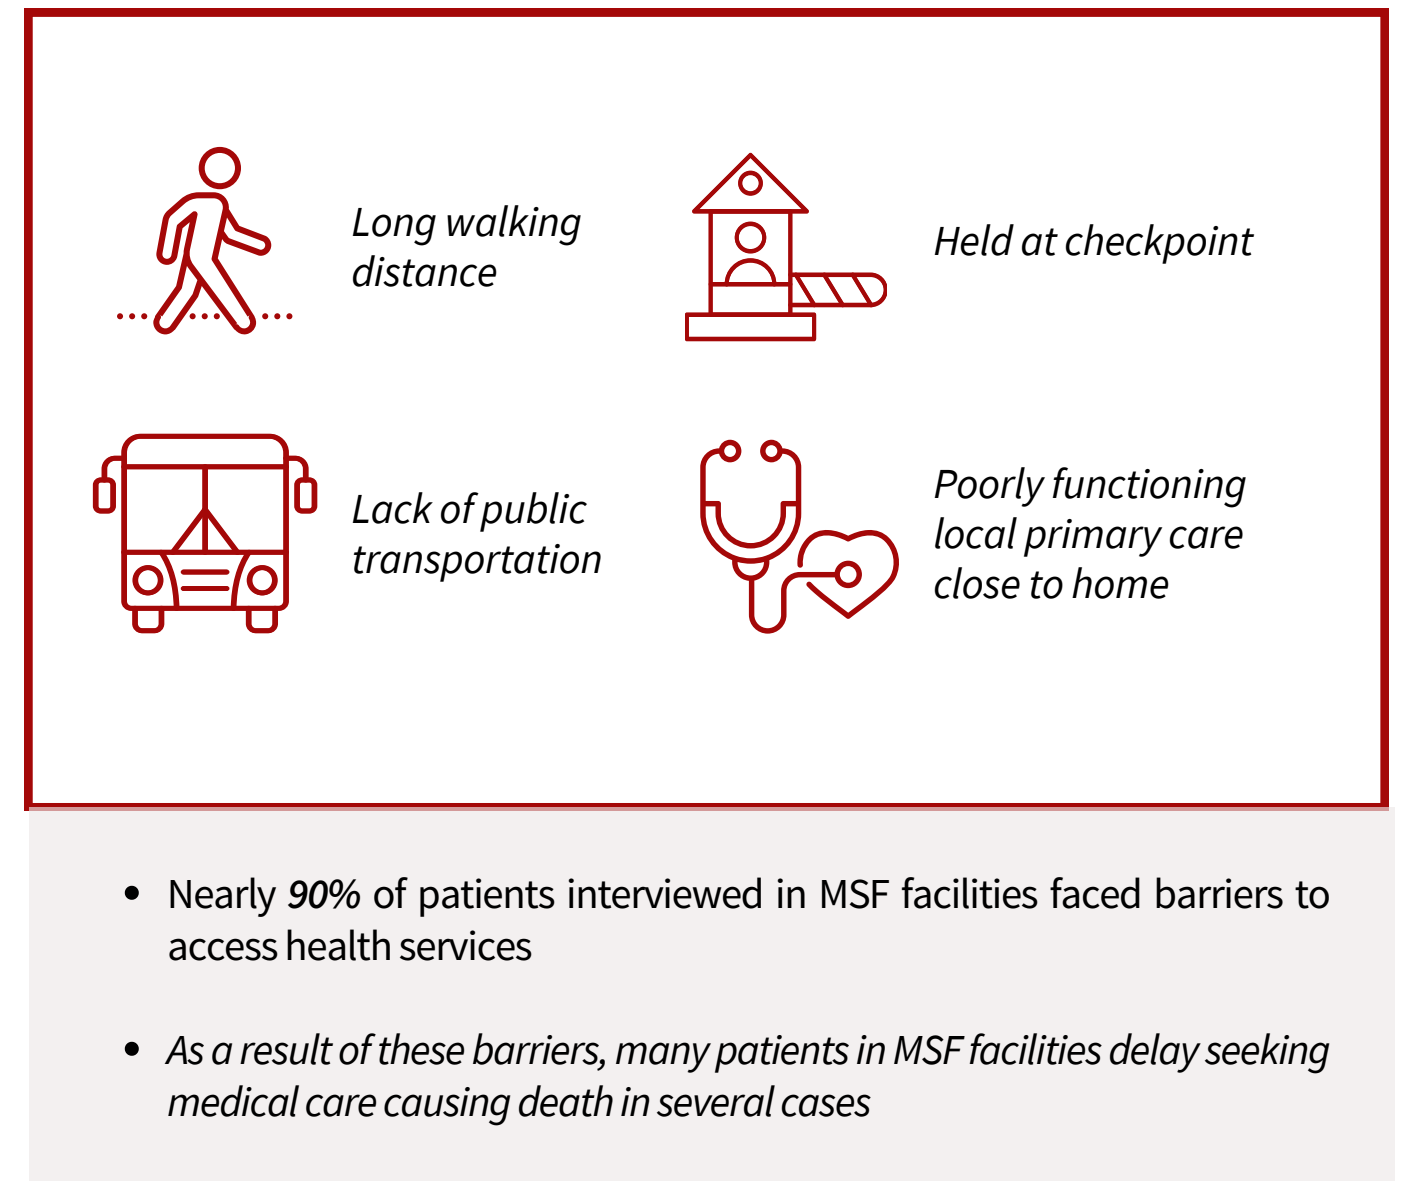 Long walking
distance
Held at checkpoint
Lack of public
transportation
Poorly functioning
local primary care
close to home
• Nearly 90% of patients interviewed in MSF facilities faced barriers to
access health services
• As a result of these barriers, many patients in MSF facilities delay seeking
medical care causing death in several cases